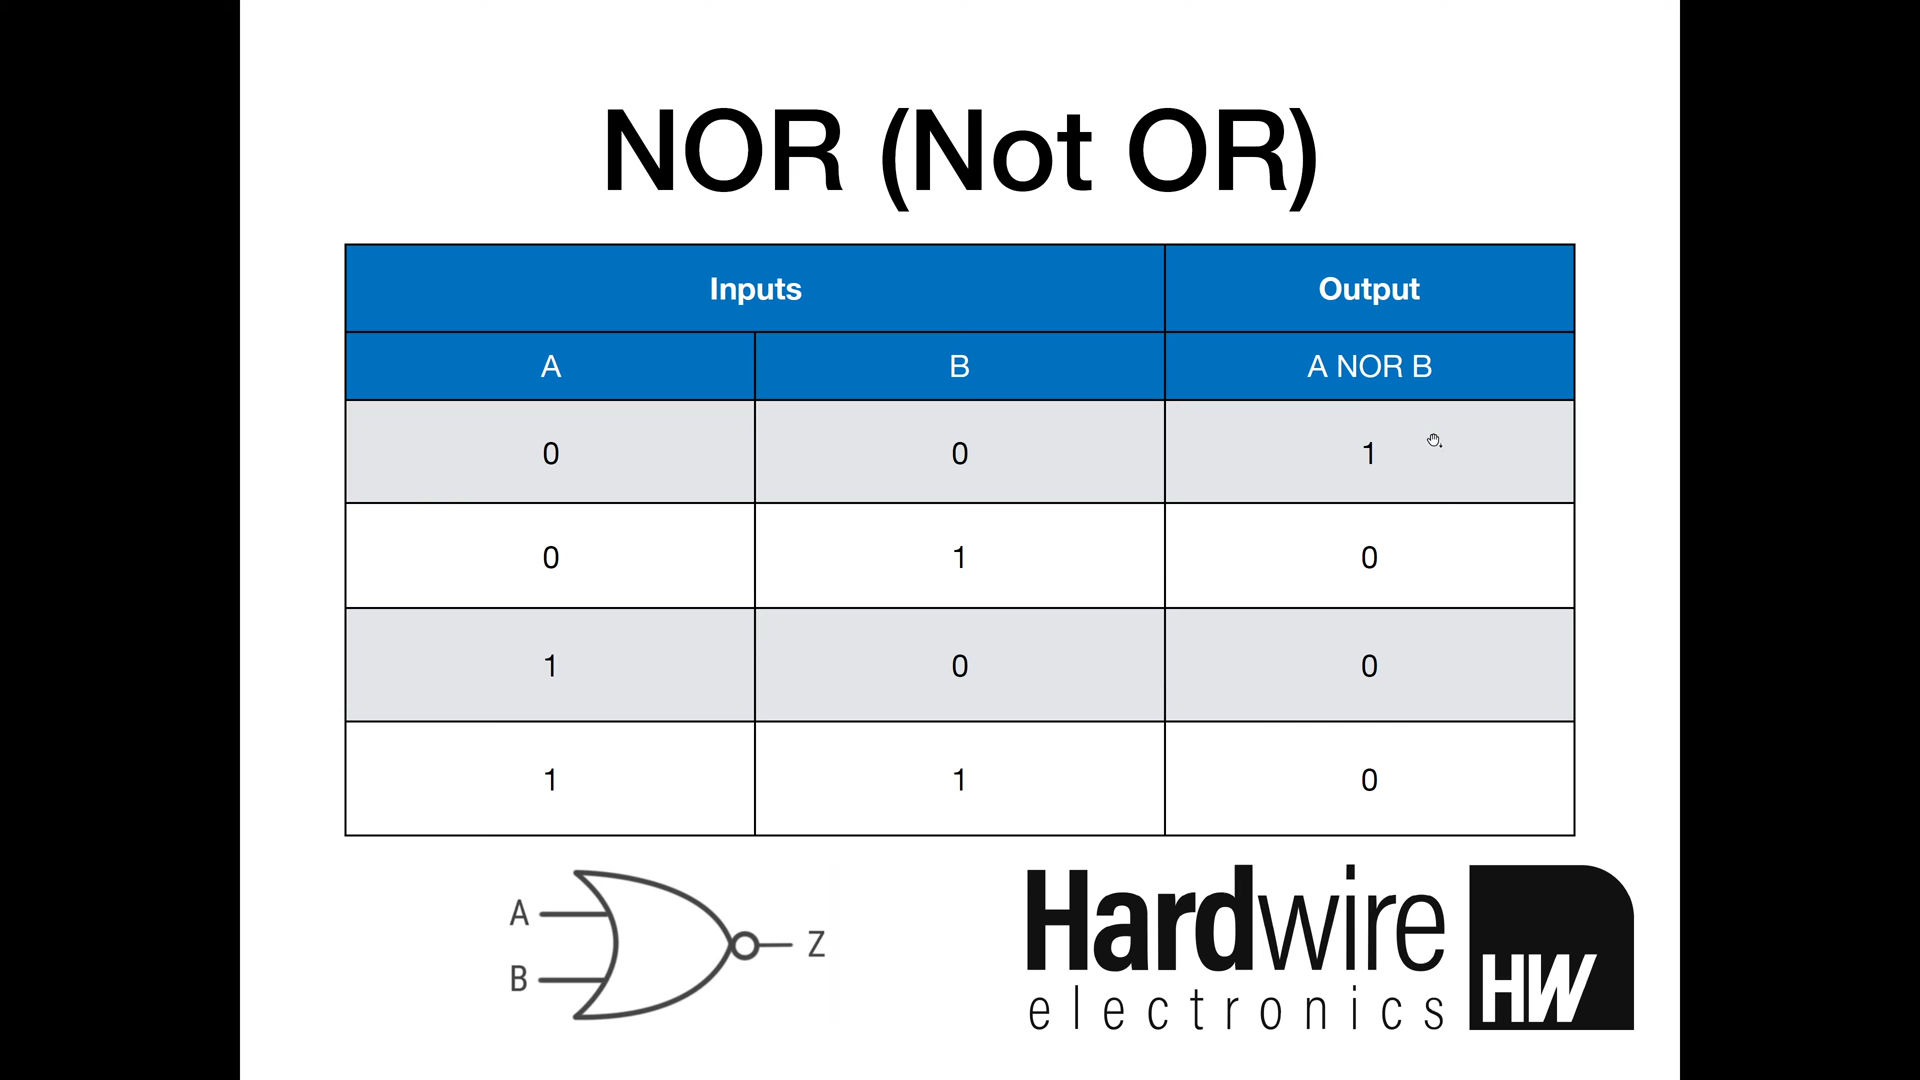 NOR (Not OR)
Inputs Output
A B A NOR B
0 0 1
0 1 0
1 0 0
1 1 0
A
B
Z
Hardwire
electronics
HW